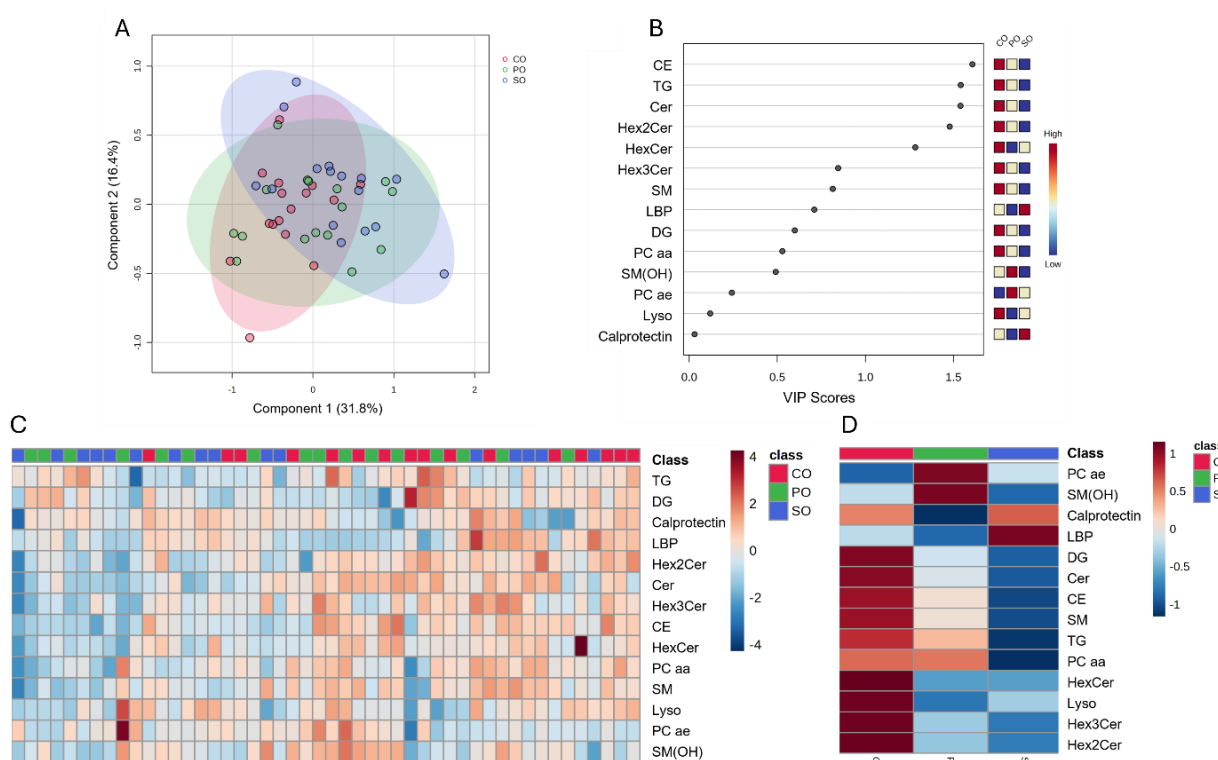 A
CO
PO
SO
1.0
0.5
0.0
-0.5
-1.0
-1
0
1
2
Component 2 (16.4%)
Component 1 (31.8%)
B
CO PO SO
CE
TG
Cer
Hex2Cer
HexCer
Hex3Cer
SM
LBP
DG
PC aa
SM(OH)
PC ae
Lyso
Calprotectin
0.0
0.5
1.0
1.5
VIP Scores
High
Low
C
Class
TG
DG
Calprotectin
LBP
Hex2Cer
Cer
Hex3Cer
CE
HexCer
PC aa
SM
Lyso
PC ae
SM(OH)
4
2
0
-2
-4
class
CO
PO
SO
D
Class
PC ae
SM(OH)
Calprotectin
LBP
DG
Cer
CE
SM
TG
PC aa
HexCer
Lyso
Hex3Cer
Hex2Cer
1
0.5
0
-0.5
-1
class